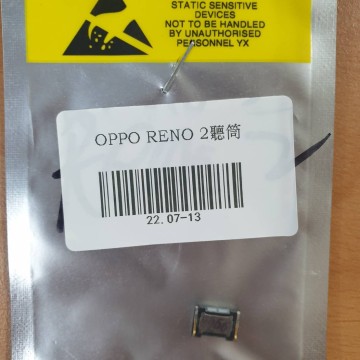 STATIC SENSITIVE
DEVICES
NOT TO BE HANDLED
BY UNAUTHORISED
PERSONNEL YX
OPPO RENO 2聽筒
22.07-13